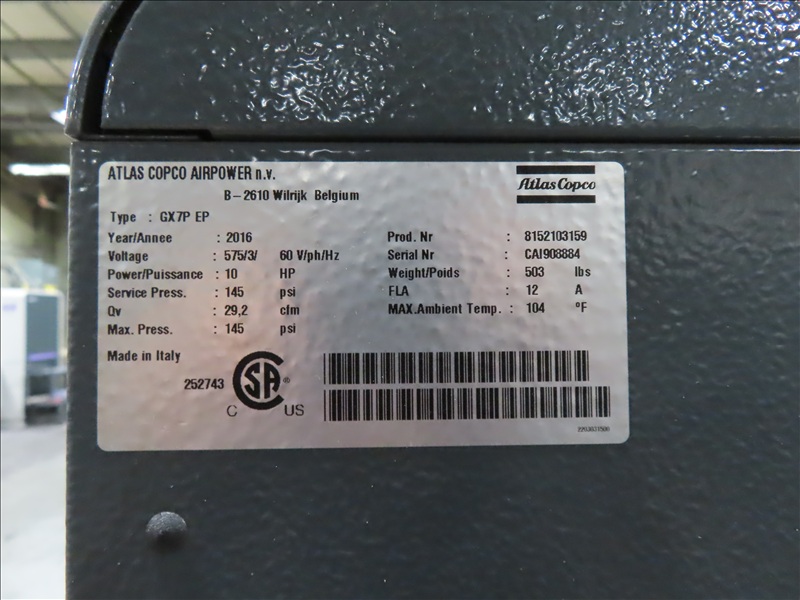 ATLAS COPCO AIRPOWER n.v.
B-2610 Wilrijk Belgium
Atlas Copco
Type : GX7P EP
Year/Annee : 2016
Voltage : 575/3/ 60 V/ph/Hz
Power/Puissance : 10 HP
Service Press. : 145 psi
Qv : 29,2 cfm
Max. Press. : 145 psi
Prod. Nr : 8152103159
Serial Nr : CAI908884
Weight/Poids : 503 lbs
FLA : 12 A
MAX.Ambient Temp. : 104 °F
Made in Italy
252743
SA ®
C US